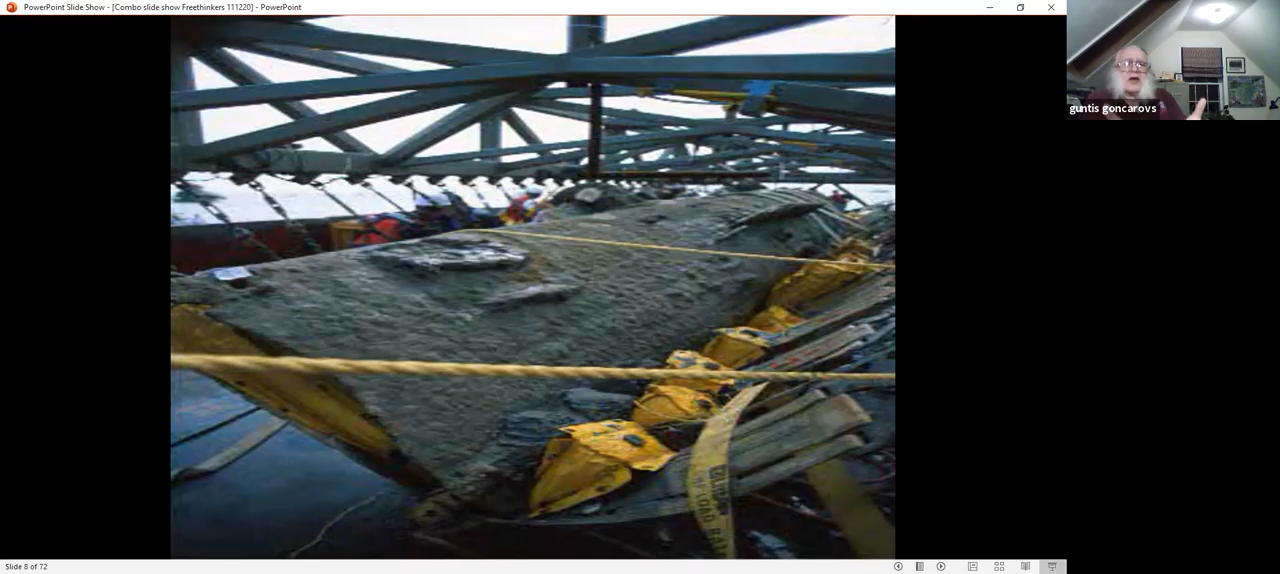 PowerPoint Slide Show - [Combo slide show Freethinkers 111220] - PowerPoint
guntis goncarovs
Slide 8 of 72